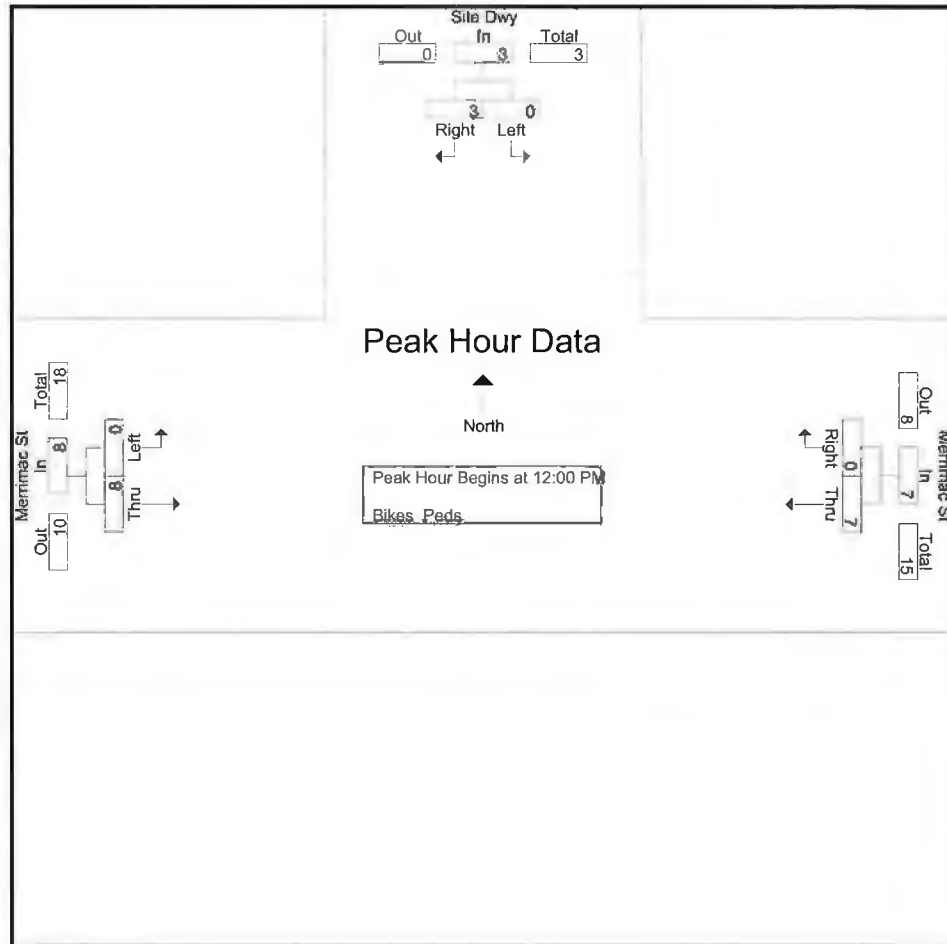 Site Dwy
Out In Total
0 3 3
3 0
Right Left
Peak Hour Data
North
Peak Hour Begins at 12:00 PM
Bikes Peds
Merrimac St
Out In Total
10 8 18
0 8
Left Thru
Merrimac St
Out In Total
8 7 15
0 7
Right Thru